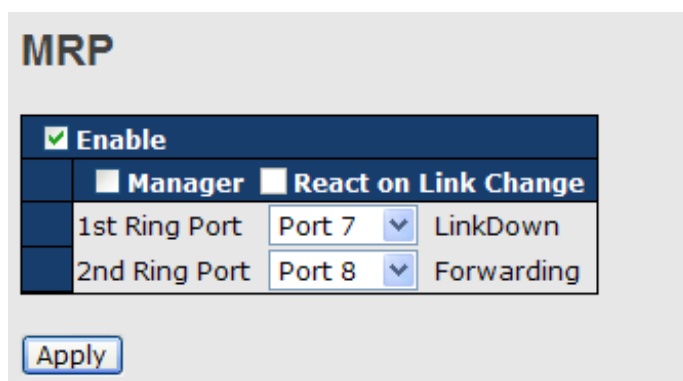 MRP
Enable
Manager React on Link Change
1st Ring Port Port 7 LinkDown
2nd Ring Port Port 8 Forwarding
Apply